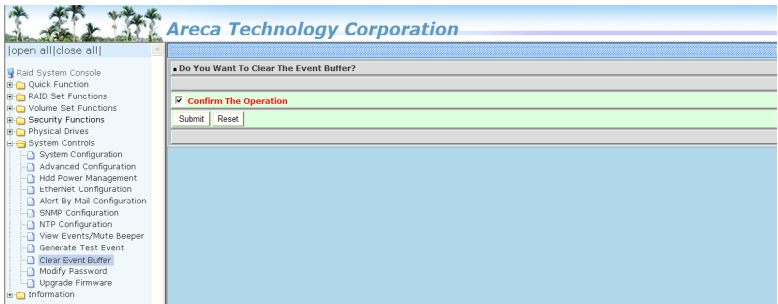 Areca Technology Corporation
|open all|close all|
Raid System Console
Quick Function
RAID Set Functions
Volume Set Functions
Security Functions
Physical Drives
System Controls
System Configuration
Advanced Configuration
Hdd Power Management
EtherNet Configuration
Alert By Mail Configuration
SNMP Configuration
NTP Configuration
View Events/Mute Beeper
Generate Test Event
Clear Event Buffer
Modify Password
Upgrade Firmware
Information
Do You Want To Clear The Event Buffer?
Confirm The Operation
Submit Reset